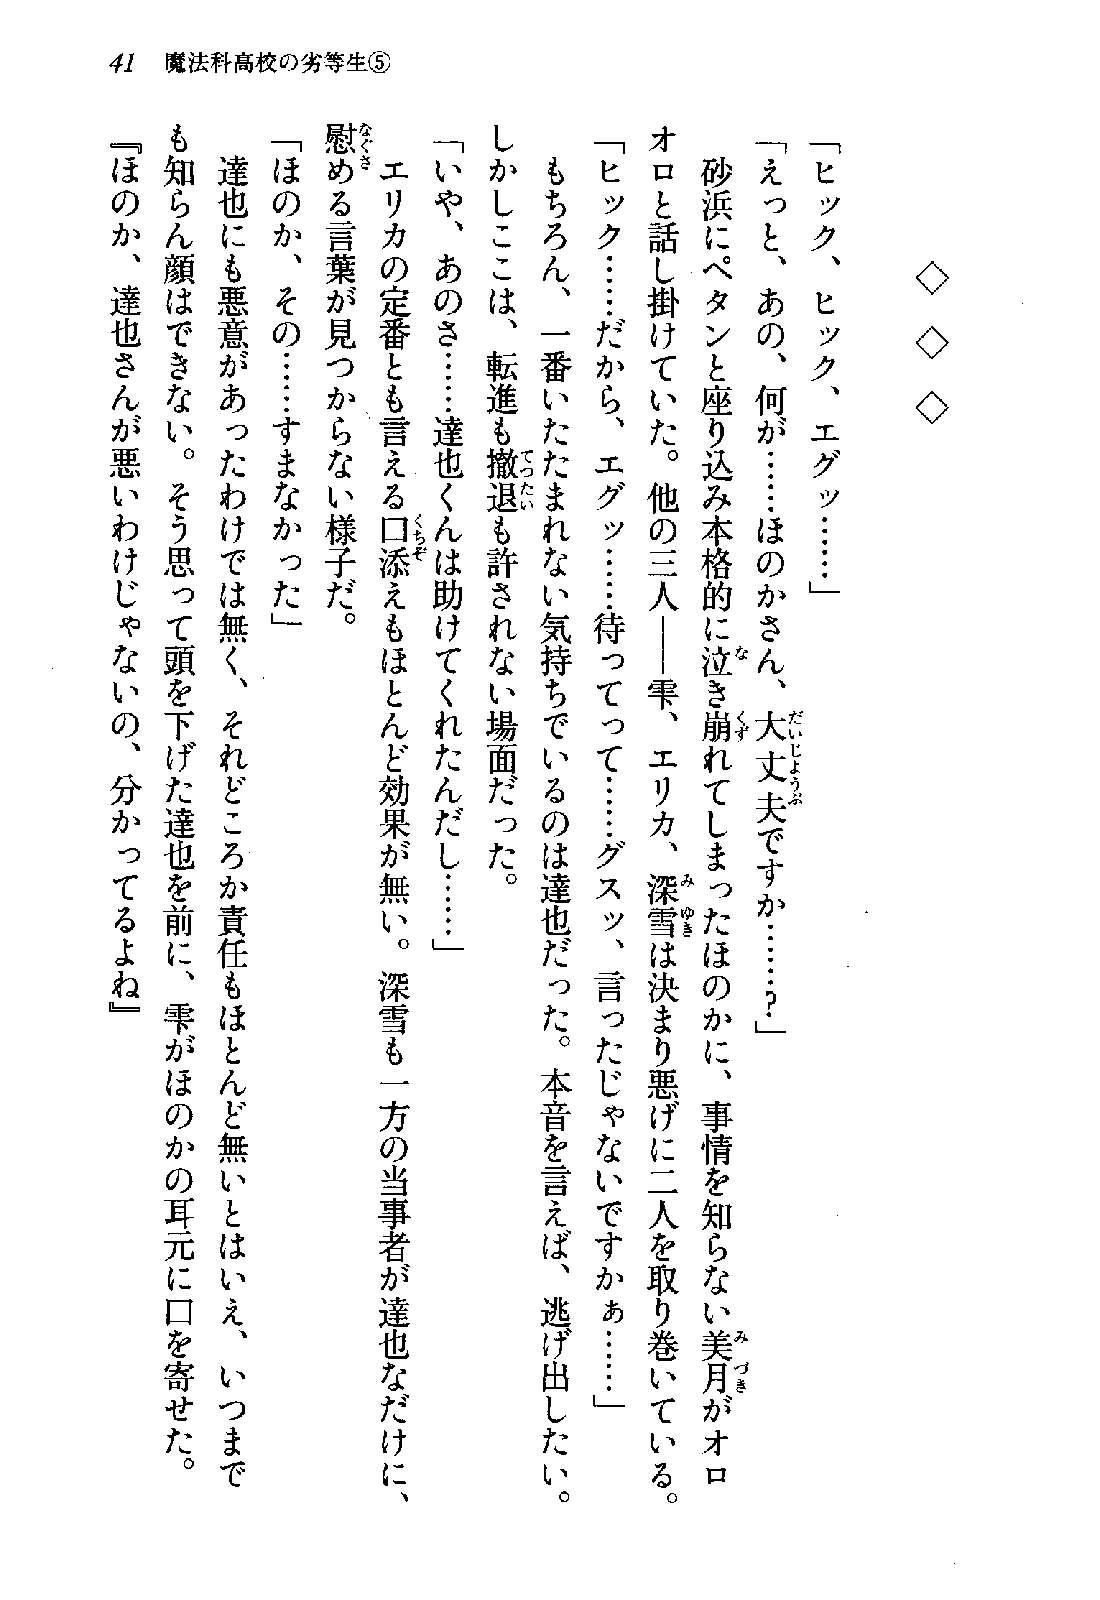 41　魔法科高校の劣等生⑤
◇　◇　◇
「ヒック、ヒック、エグッ……」
「えっと、あの、何が……ほのかさん、大丈夫ですか……？」
　砂浜にペタンと座り込み本格的に泣き崩れてしまったほのかに、事情を知らない美月がオロ
オロと話し掛けていた。他の三人――雫、エリカ、深雪は決まり悪げに二人を取り巻いている。
「ヒック……だから、エグッ……待ってって……グスッ、言ったじゃないですかぁ……」
　もちろん、一番いたたまれない気持ちでいるのは達也だった。本音を言えば、逃げ出したい。
しかしここは、転進も撤退も許されない場面だった。
「いや、あのさ……達也くんは助けてくれたんだし……」
　エリカの定番とも言える口添えもほとんど効果が無い。深雪も一方の当事者が達也なだけに、
慰める言葉が見つからない様子だ。
「ほのか、その……すまなかった」
　達也にも悪意があったわけでは無く、それどころか責任もほとんど無いとはいえ、いつまで
も知らん顔はできない。そう思って頭を下げた達也を前に、雫がほのかの耳元に口を寄せた。
『ほのか、達也さんが悪いわけじゃないの、分かってるよね』